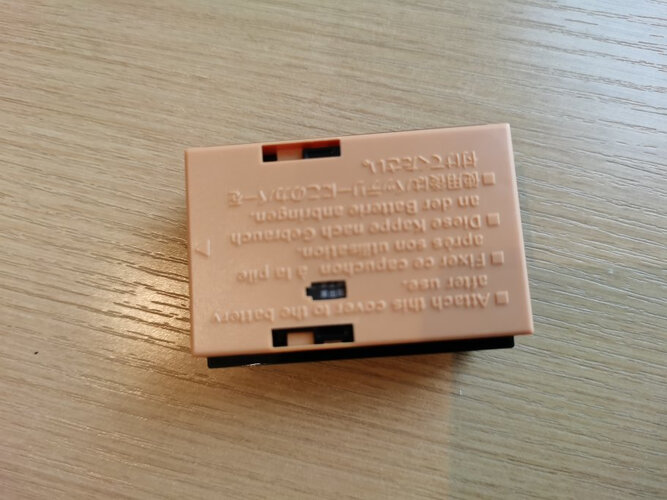 ■ Attach this cover to the battery
after use.
■ Fixer ce capuchon à la pile
après son utilisation.
■ Diese Kappe nach Gebrauch
an der Batterie anbringen.
■ 使用後はバッテリーにこのカバーを
付けてください。